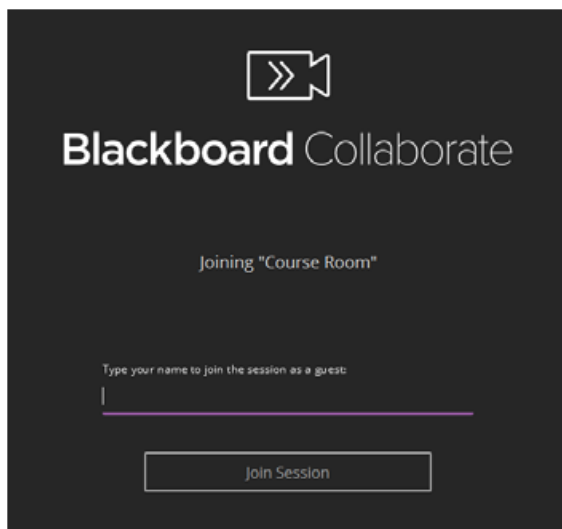 Blackboard Collaborate
Joining "Course Room"
Type your name to join the session as a guest:
Join Session